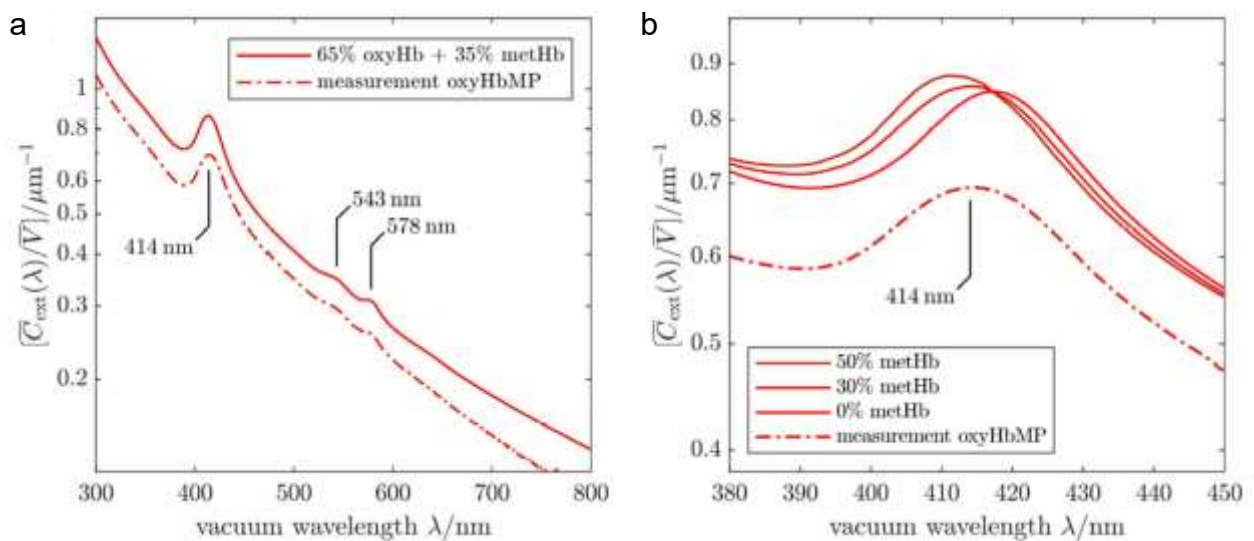 a
[C̅ext(λ)/V̅]/μm⁻¹
1
0.8
0.6
0.5
0.4
0.3
0.2
65% oxyHb + 35% metHb
measurement oxyHbMP
414 nm
543 nm
578 nm
300 400 500 600 700 800
vacuum wavelength λ/nm
b
[C̅ext(λ)/V̅]/μm⁻¹
0.9
0.8
0.7
0.6
0.5
0.4
414 nm
50% metHb
30% metHb
0% metHb
measurement oxyHbMP
380 390 400 410 420 430 440 450
vacuum wavelength λ/nm